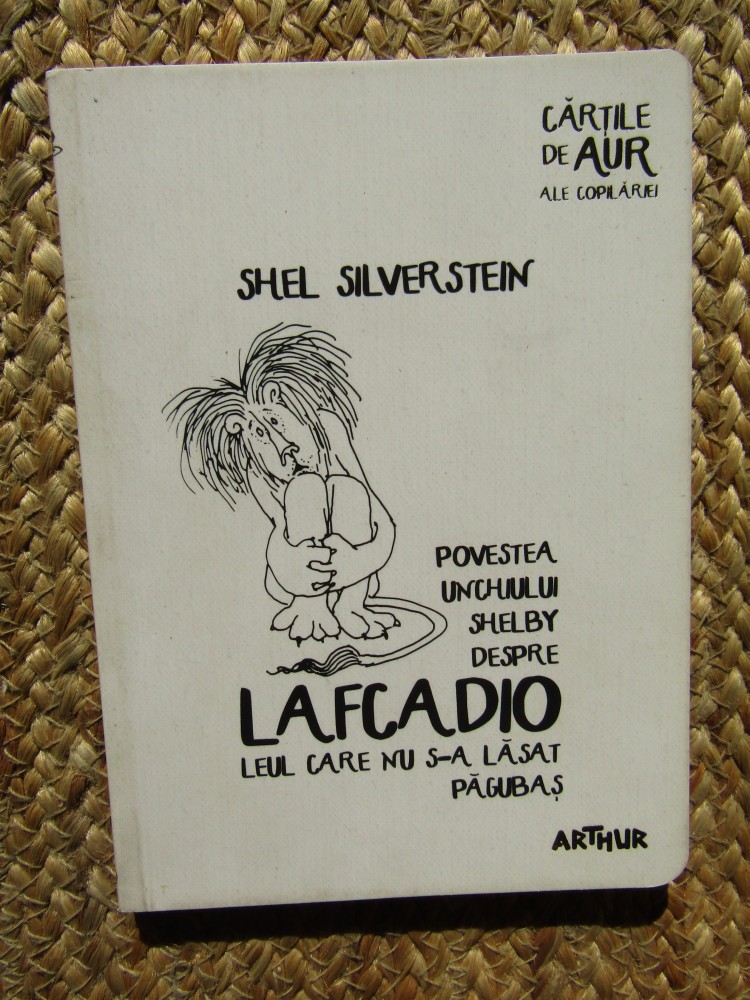 CĂRȚILE
DE AUR
ALE COPILĂRIEI
SHEL SILVERSTEIN
POVESTEA
UNCHIULUI
SHELBY
DESPRE
LAFCADIO
LEUL CARE NU S-A LĂSAT
PĂGUBAȘ
ARTHUR